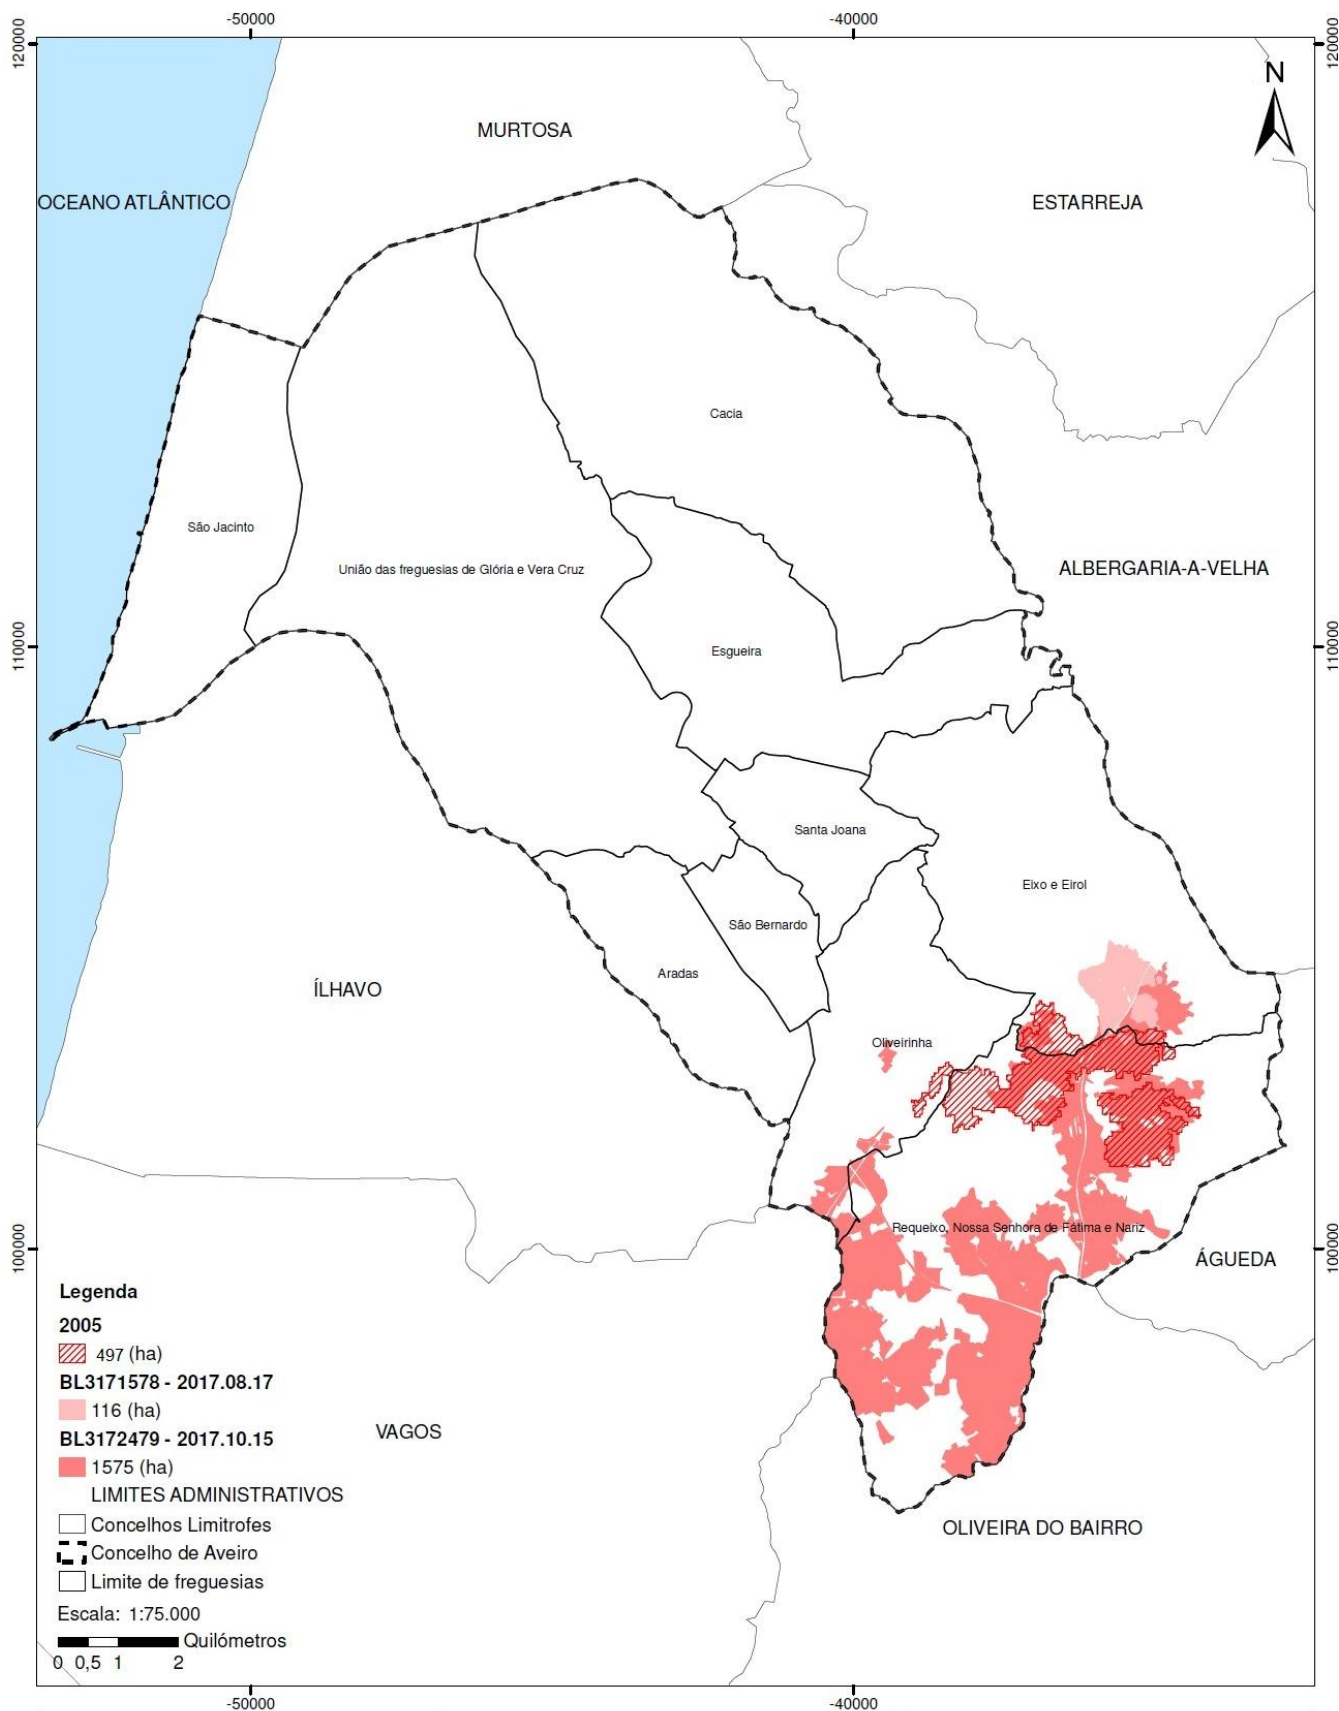 -50000
-40000
120000
120000
N
MURTOSA
OCEANO ATLÂNTICO
ESTARREJA
Cacia
São Jacinto
União das freguesias de Glória e Vera Cruz
ALBERGARIA-A-VELHA
110000
110000
Esgueira
Santa Joana
Eixo e Eirol
São Bernardo
Aradas
ÍLHAVO
Oliveirinha
Requeixo, Nossa Senhora de Fátima e Nariz
100000
100000
ÁGUEDA
Legenda
2005
497 (ha)
BL3171578 - 2017.08.17
116 (ha)
BL3172479 - 2017.10.15
1575 (ha)
LIMITES ADMINISTRATIVOS
Concelhos Limitrofes
Concelho de Aveiro
Limite de freguesias
Escala: 1:75.000
Quilómetros
0 0,5 1 2
VAGOS
OLIVEIRA DO BAIRRO
-50000
-40000